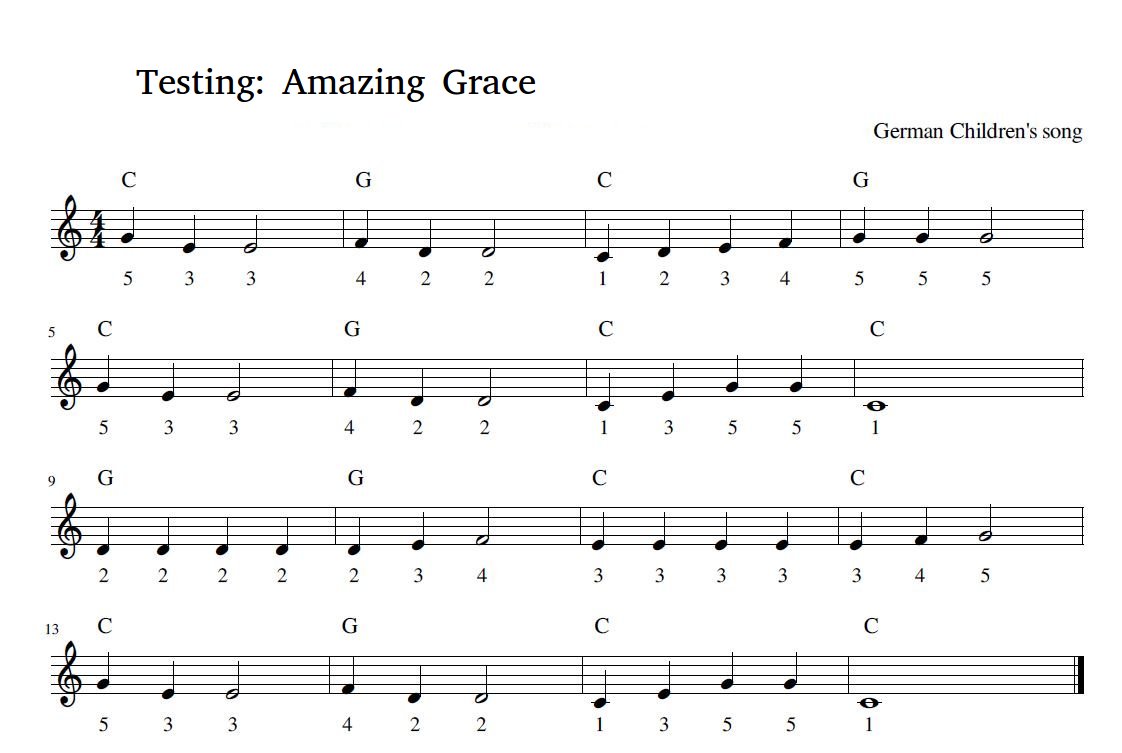 Testing: Amazing Grace
German Children's song
C G C G
4
4
5 3 3 4 2 2 1 2 3 4 5 5 5
5 C G C C
5 3 3 4 2 2 1 3 5 5 1
9 G G C C
2 2 2 2 2 3 4 3 3 3 3 3 4 5
13 C G C C
5 3 3 4 2 2 1 3 5 5 1